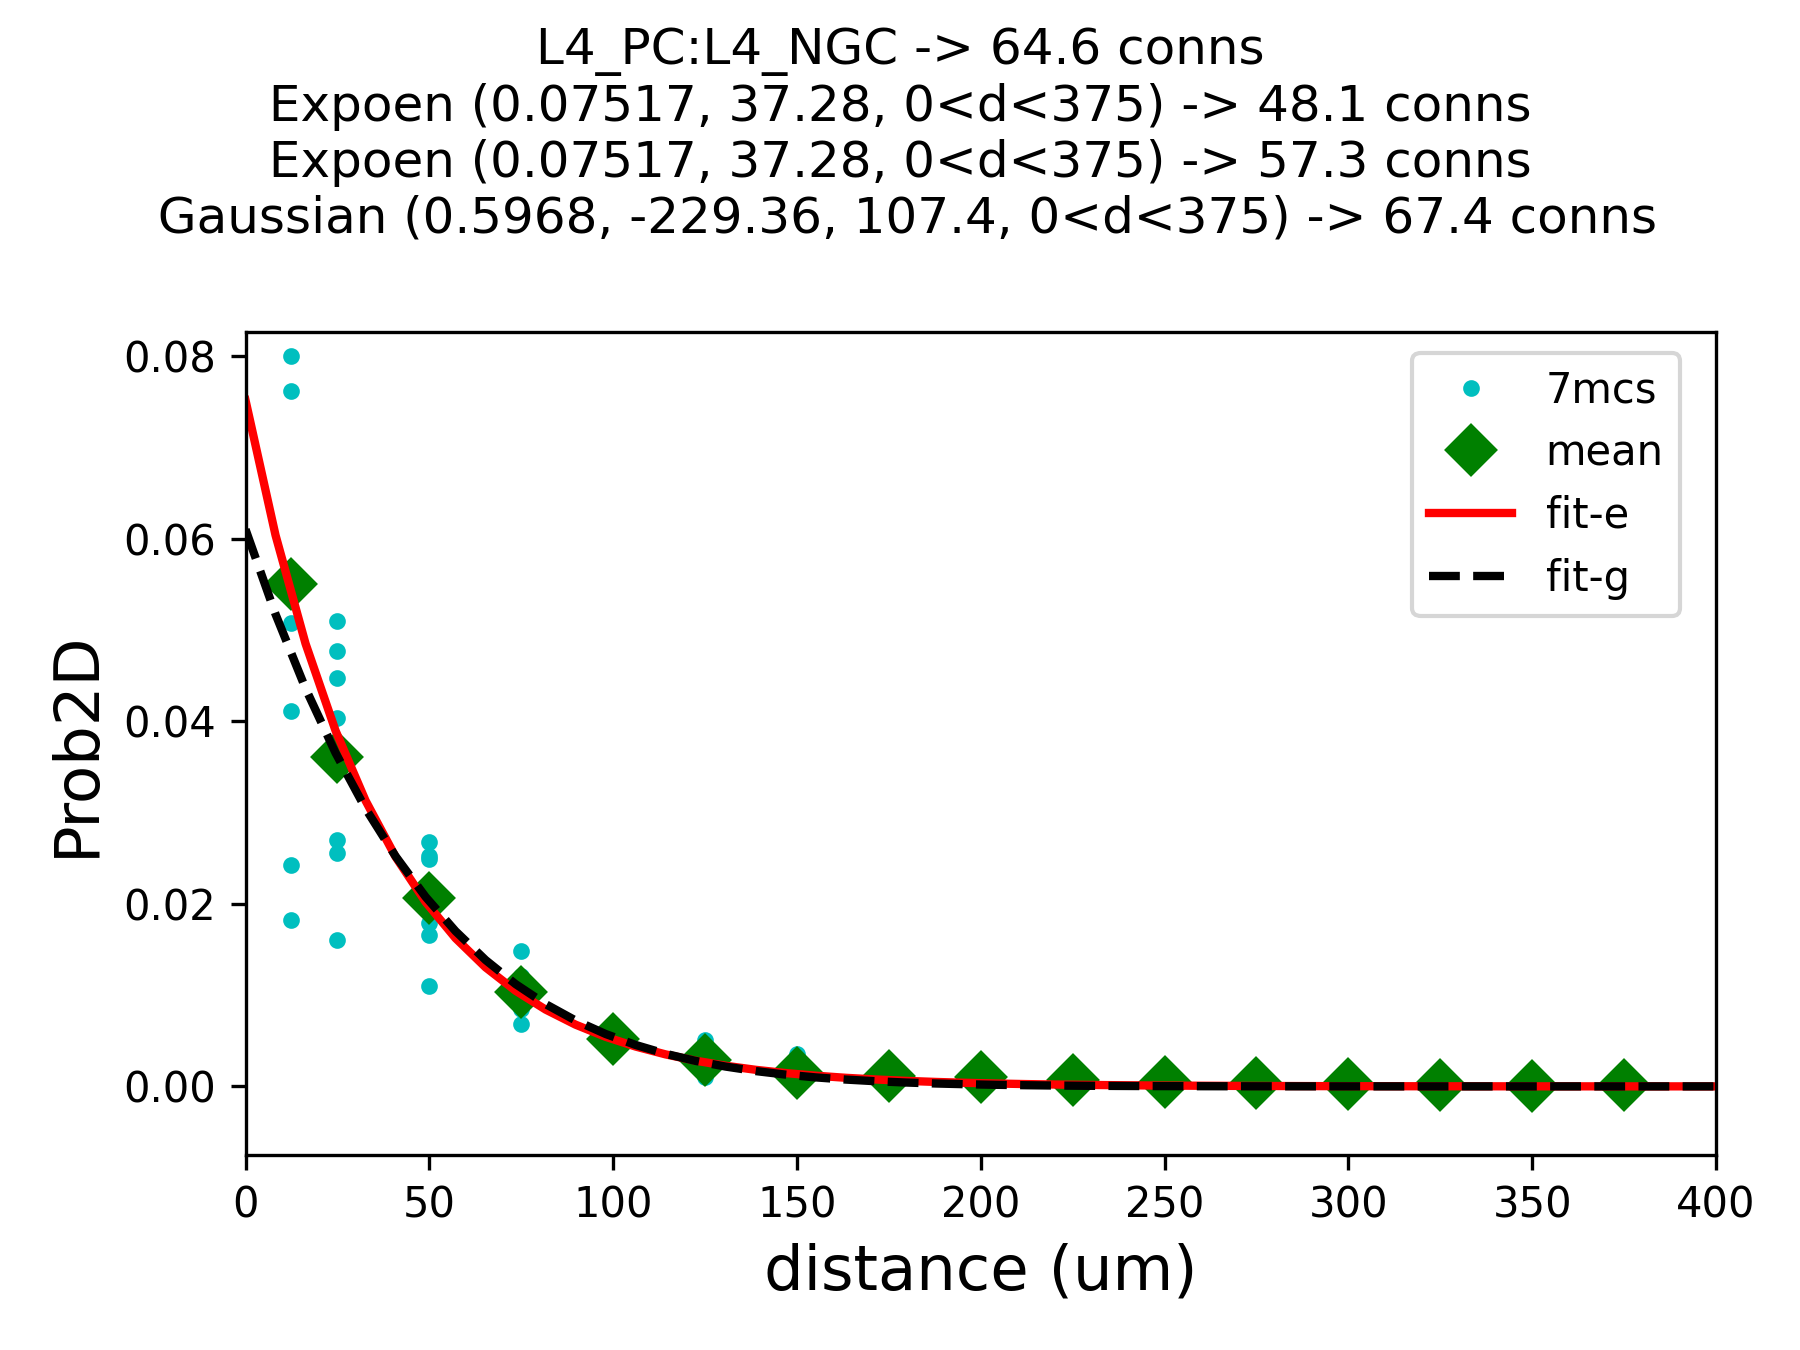 L4_PC:L4_NGC -> 64.6 conns
Expoen (0.07517, 37.28, 0<d<375) -> 48.1 conns
Expoen (0.07517, 37.28, 0<d<375) -> 57.3 conns
Gaussian (0.5968, -229.36, 107.4, 0<d<375) -> 67.4 conns
7mcs
mean
fit-e
fit-g
Prob2D
0.08
0.06
0.04
0.02
0.00
0 50 100 150 200 250 300 350 400
distance (um)